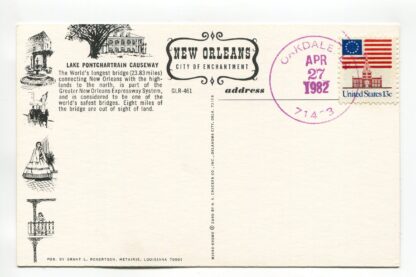 LAKE PONTCHARTRAIN CAUSEWAY
The World's longest bridge (23.83 miles)
connecting New Orleans with the high-
lands to the north, is part of the
Greater New Orleans Expressway System,
and is considered to be one of the
world's safest bridges. Eight miles of
the bridge are out of sight of land.
NEW ORLEANS
CITY OF ENCHANTMENT
GLR-461
address
OAKDALE
APR
27
1982
United States 13c
PUB. BY GRANT L. ROBERTSON, METAIRIE, LOUISIANA 70001